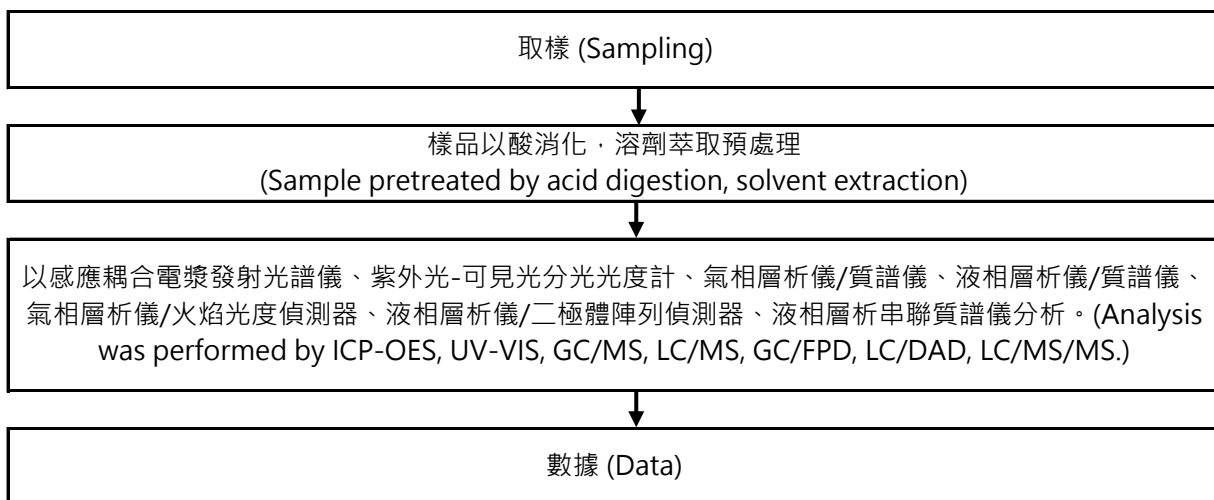 取樣 (Sampling)
樣品以酸消化，溶劑萃取預處理
(Sample pretreated by acid digestion, solvent extraction)
以感應耦合電漿發射光譜儀、紫外光-可見光分光光度計、氣相層析儀/質譜儀、液相層析儀/質譜儀、
氣相層析儀/火焰光度偵測器、液相層析儀/二極體陣列偵測器、液相層析串聯質譜儀分析。(Analysis
was performed by ICP-OES, UV-VIS, GC/MS, LC/MS, GC/FPD, LC/DAD, LC/MS/MS.)
數據 (Data)